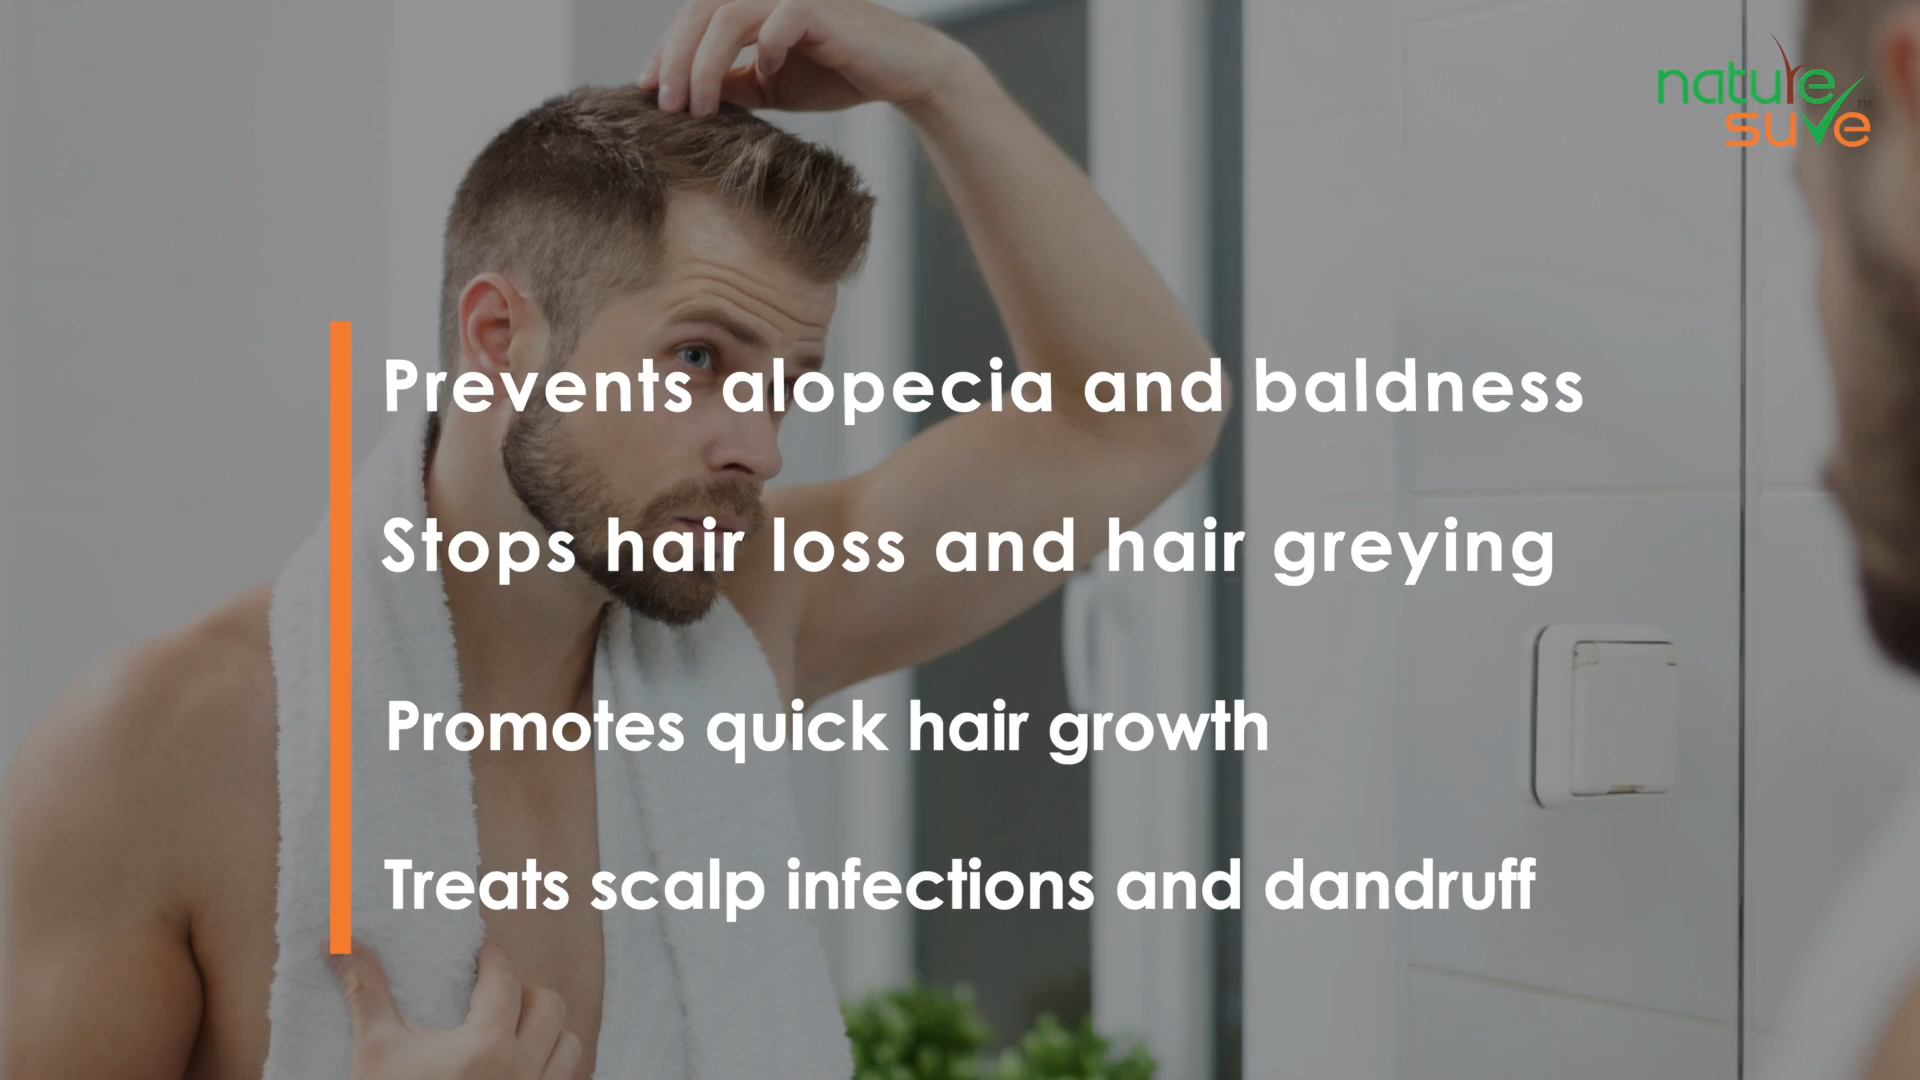 nature
sure™
Prevents alopecia and baldness
Stops hair loss and hair greying
Promotes quick hair growth
Treats scalp infections and dandruff